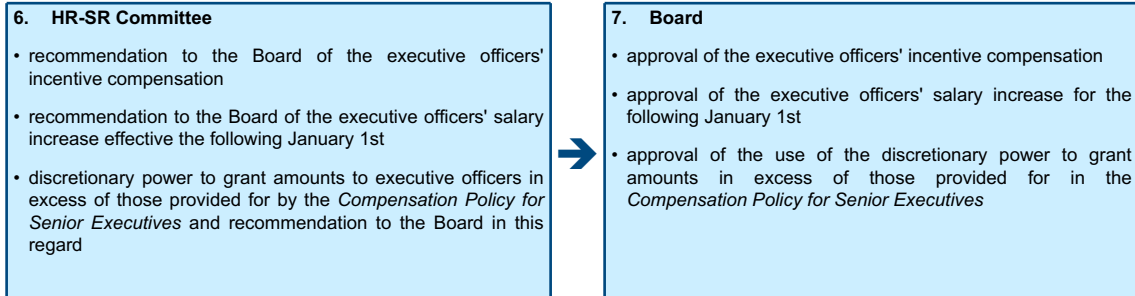 6. HR-SR Committee
• recommendation to the Board of the executive officers'
incentive compensation
• recommendation to the Board of the executive officers' salary
increase effective the following January 1st
• discretionary power to grant amounts to executive officers in
excess of those provided for by the Compensation Policy for
Senior Executives and recommendation to the Board in this
regard
7. Board
• approval of the executive officers' incentive compensation
• approval of the executive officers' salary increase for the
following January 1st
• approval of the use of the discretionary power to grant
amounts in excess of those provided for in the
Compensation Policy for Senior Executives